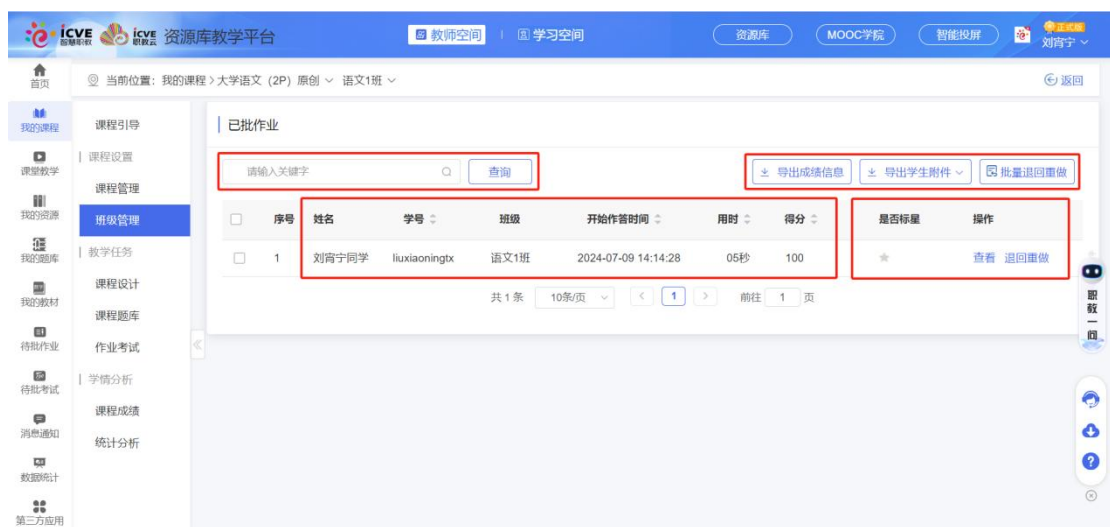 icve 智慧职教 icve 职教云 资源库教学平台 教师空间 学习空间 资源库 MOOC学院 智能投屏 正式版 刘宵宁
首页 当前位置：我的课程 > 大学语文（2P）原创 语文1班 返回
我的课程
课堂教学
我的资源
我的题库
我的教材
待批作业
待批考试
消息通知
数据统计
第三方应用
课程引导
课程设置
课程管理
班级管理
教学任务
课程设计
课程题库
作业考试
学情分析
课程成绩
统计分析
已批作业
请输入关键字 查询 导出成绩信息 导出学生附件 批量退回重做
序号 姓名 学号 班级 开始作答时间 用时 得分 是否标星 操作
1 刘宵宁同学 liuxiaoningtx 语文1班 2024-07-09 14:14:28 05秒 100 查看 退回重做
共 1 条 10条/页 < 1 > 前往 1 页
职教一问